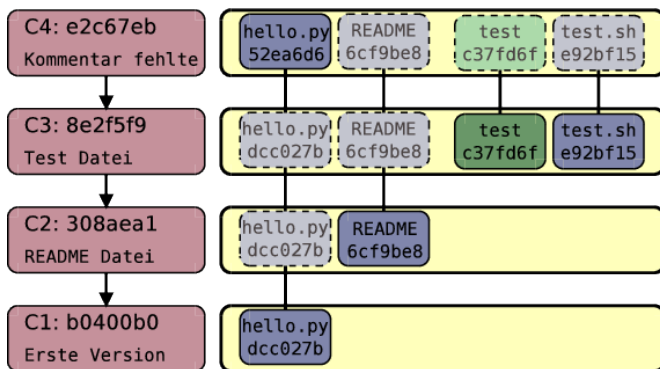 C4: e2c67eb
Kommentar fehlte
hello.py
52ea6d6
README
6cf9be8
test
c37fd6f
test.sh
e92bf15
C3: 8e2f5f9
Test Datei
hello.py
dcc027b
README
6cf9be8
test
c37fd6f
test.sh
e92bf15
C2: 308aea1
README Datei
hello.py
dcc027b
README
6cf9be8
C1: b0400b0
Erste Version
hello.py
dcc027b